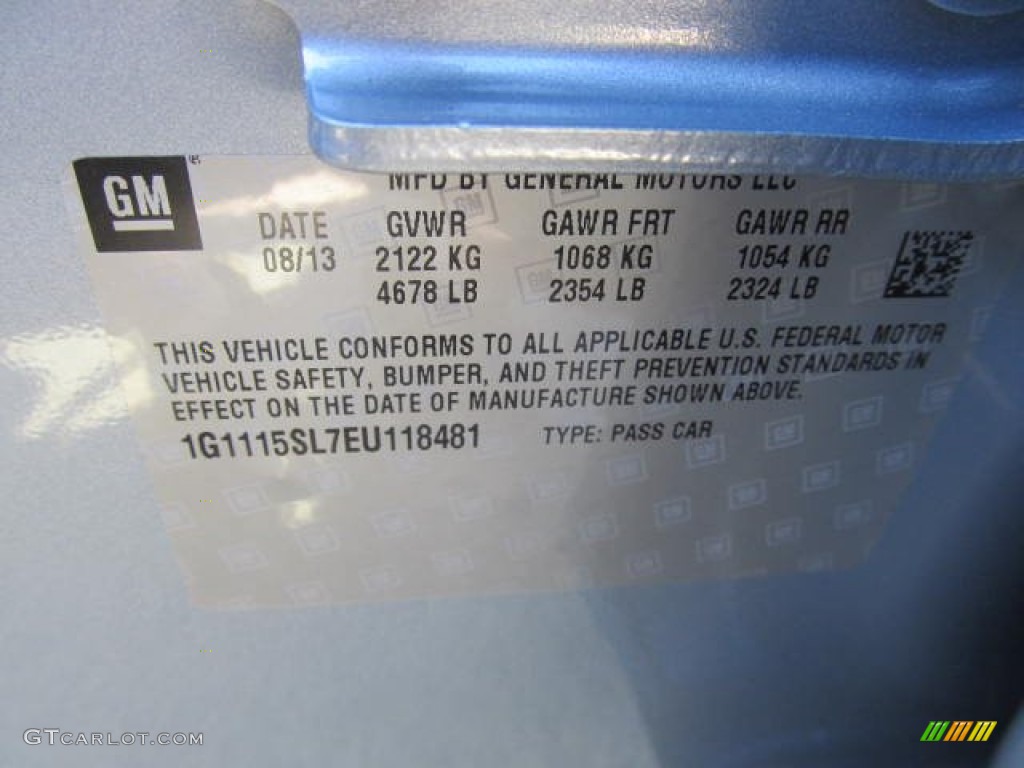 MFD BY GENERAL MOTORS LLC
GM
DATE GVWR GAWR FRT GAWR RR
08/13 2122 KG 1068 KG 1054 KG
4678 LB 2354 LB 2324 LB
THIS VEHICLE CONFORMS TO ALL APPLICABLE U.S. FEDERAL MOTOR
VEHICLE SAFETY, BUMPER, AND THEFT PREVENTION STANDARDS IN
EFFECT ON THE DATE OF MANUFACTURE SHOWN ABOVE.
1G1115SL7EU118481 TYPE: PASS CAR
GTCARLOT.COM